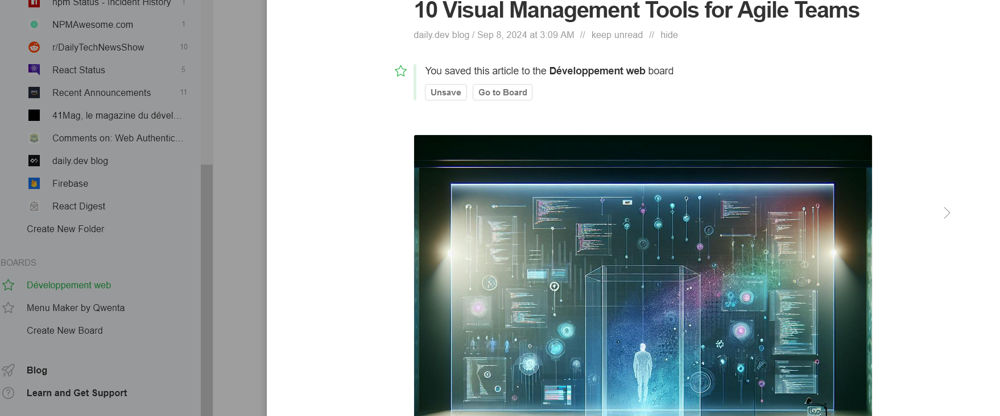 npm Status - Incident History 1
NPMAwesome.com 1
r/DailyTechNewsShow 10
React Status 5
Recent Announcements 11
41Mag, le magazine du dével...
Comments on: Web Authentic...
daily.dev blog
Firebase
React Digest
Create New Folder
BOARDS
Développement web
Menu Maker by Qwenta
Create New Board
Blog
Learn and Get Support
10 Visual Management Tools for Agile Teams
daily.dev blog / Sep 8, 2024 at 3:09 AM // keep unread // hide
You saved this article to the Développement web board
Unsave Go to Board